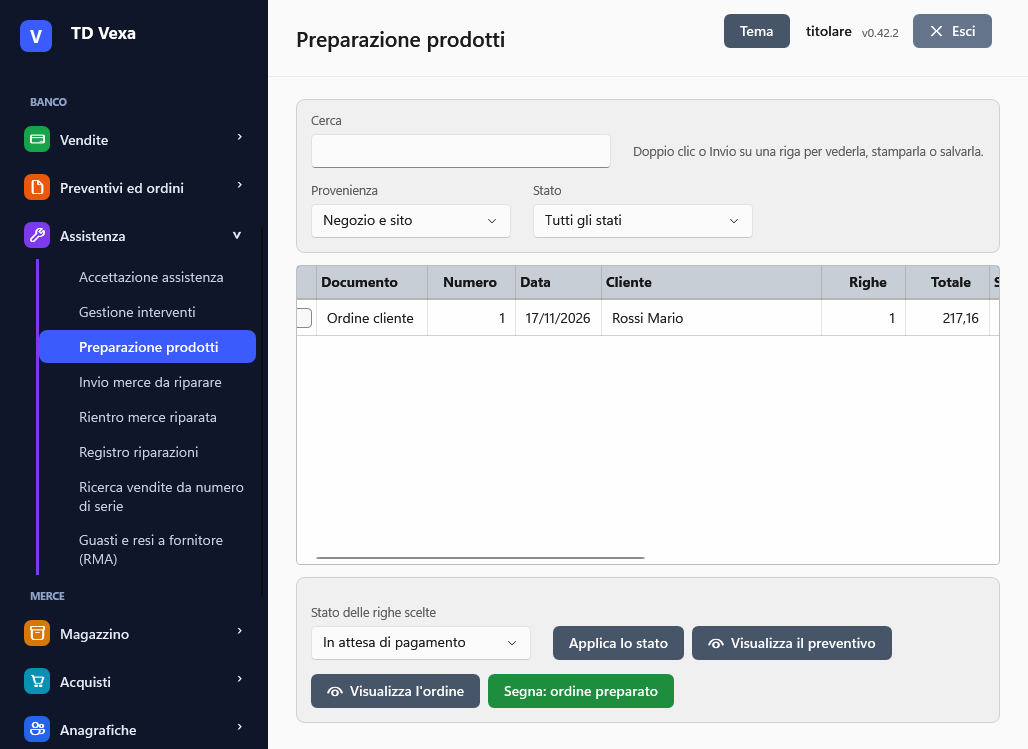 V
TD Vexa
BANCO
Vendite
Preventivi ed ordini
Assistenza
Accettazione assistenza
Gestione interventi
Preparazione prodotti
Invio merce da riparare
Rientro merce riparata
Registro riparazioni
Ricerca vendite da numero
di serie
Guasti e resi a fornitore
(RMA)
MERCE
Magazzino
Acquisti
Anagrafiche
Preparazione prodotti
Tema
titolare v0.42.2
Esci
Cerca
Doppio clic o Invio su una riga per vederla, stamparla o salvarla.
Provenienza Stato
Negozio e sito Tutti gli stati
Documento Numero Data Cliente Righe Totale S
Ordine cliente 1 17/11/2026 Rossi Mario 1 217,16
Stato delle righe scelte
In attesa di pagamento Applica lo stato Visualizza il preventivo
Visualizza l'ordine Segna: ordine preparato